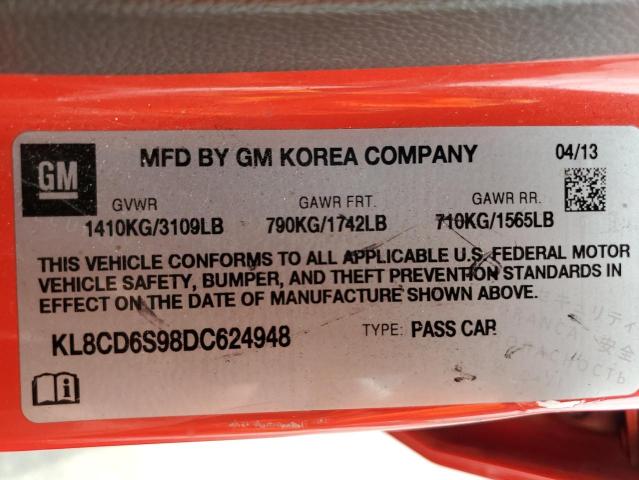 GM MFD BY GM KOREA COMPANY 04/13
GVWR GAWR FRT. GAWR RR.
1410KG/3109LB 790KG/1742LB 710KG/1565LB
THIS VEHICLE CONFORMS TO ALL APPLICABLE U.S. FEDERAL MOTOR
VEHICLE SAFETY, BUMPER, AND THEFT PREVENTION STANDARDS IN
EFFECT ON THE DATE OF MANUFACTURE SHOWN ABOVE.
KL8CD6S98DC624948 TYPE: PASS CAR